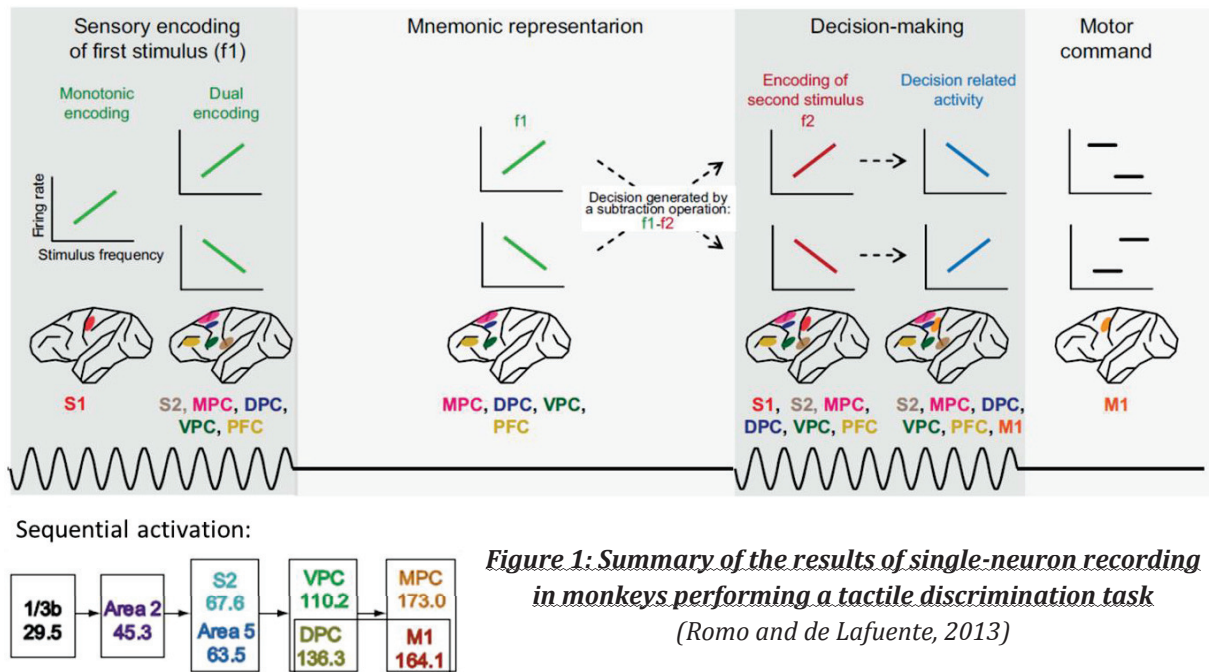 Sensory encoding
of first stimulus (f1)
Mnemonic representarion
Decision-making
Motor
command
Monotonic
encoding
Dual
encoding
f1
Encoding of
second stimulus
f2
Decision related
activity
Firing rate
Stimulus frequency
Decision generated by
a subtraction operation:
f1-f2
S1
S2, MPC, DPC,
VPC, PFC
MPC, DPC, VPC,
PFC
S1, S2, MPC,
DPC, VPC, PFC
S2, MPC, DPC,
VPC, PFC, M1
M1
Sequential activation:
1/3b
29.5
Area 2
45.3
S2
67.6
Area 5
63.5
VPC
110.2
DPC
136.3
MPC
173.0
M1
164.1
Figure 1: Summary of the results of single-neuron recording
in monkeys performing a tactile discrimination task
(Romo and de Lafuente, 2013)